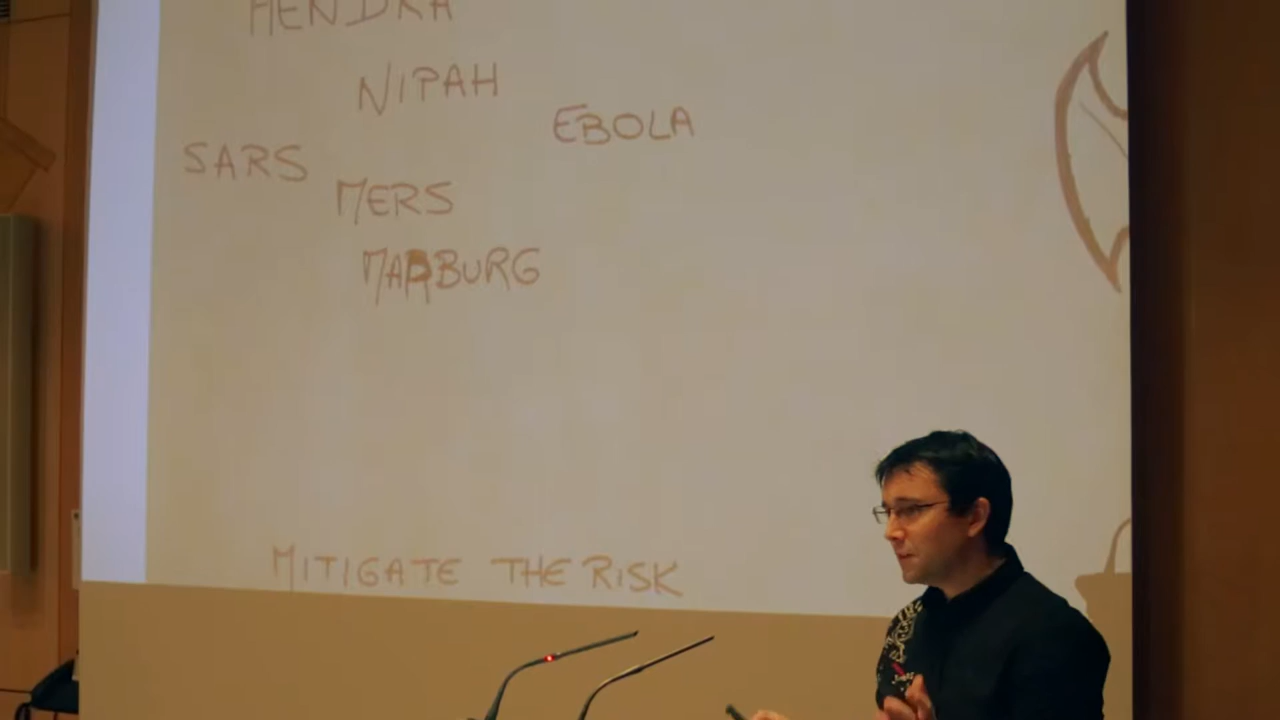 HENDRA
NIPAH
EBOLA
SARS
MERS
MARBURG
MITIGATE THE RISK